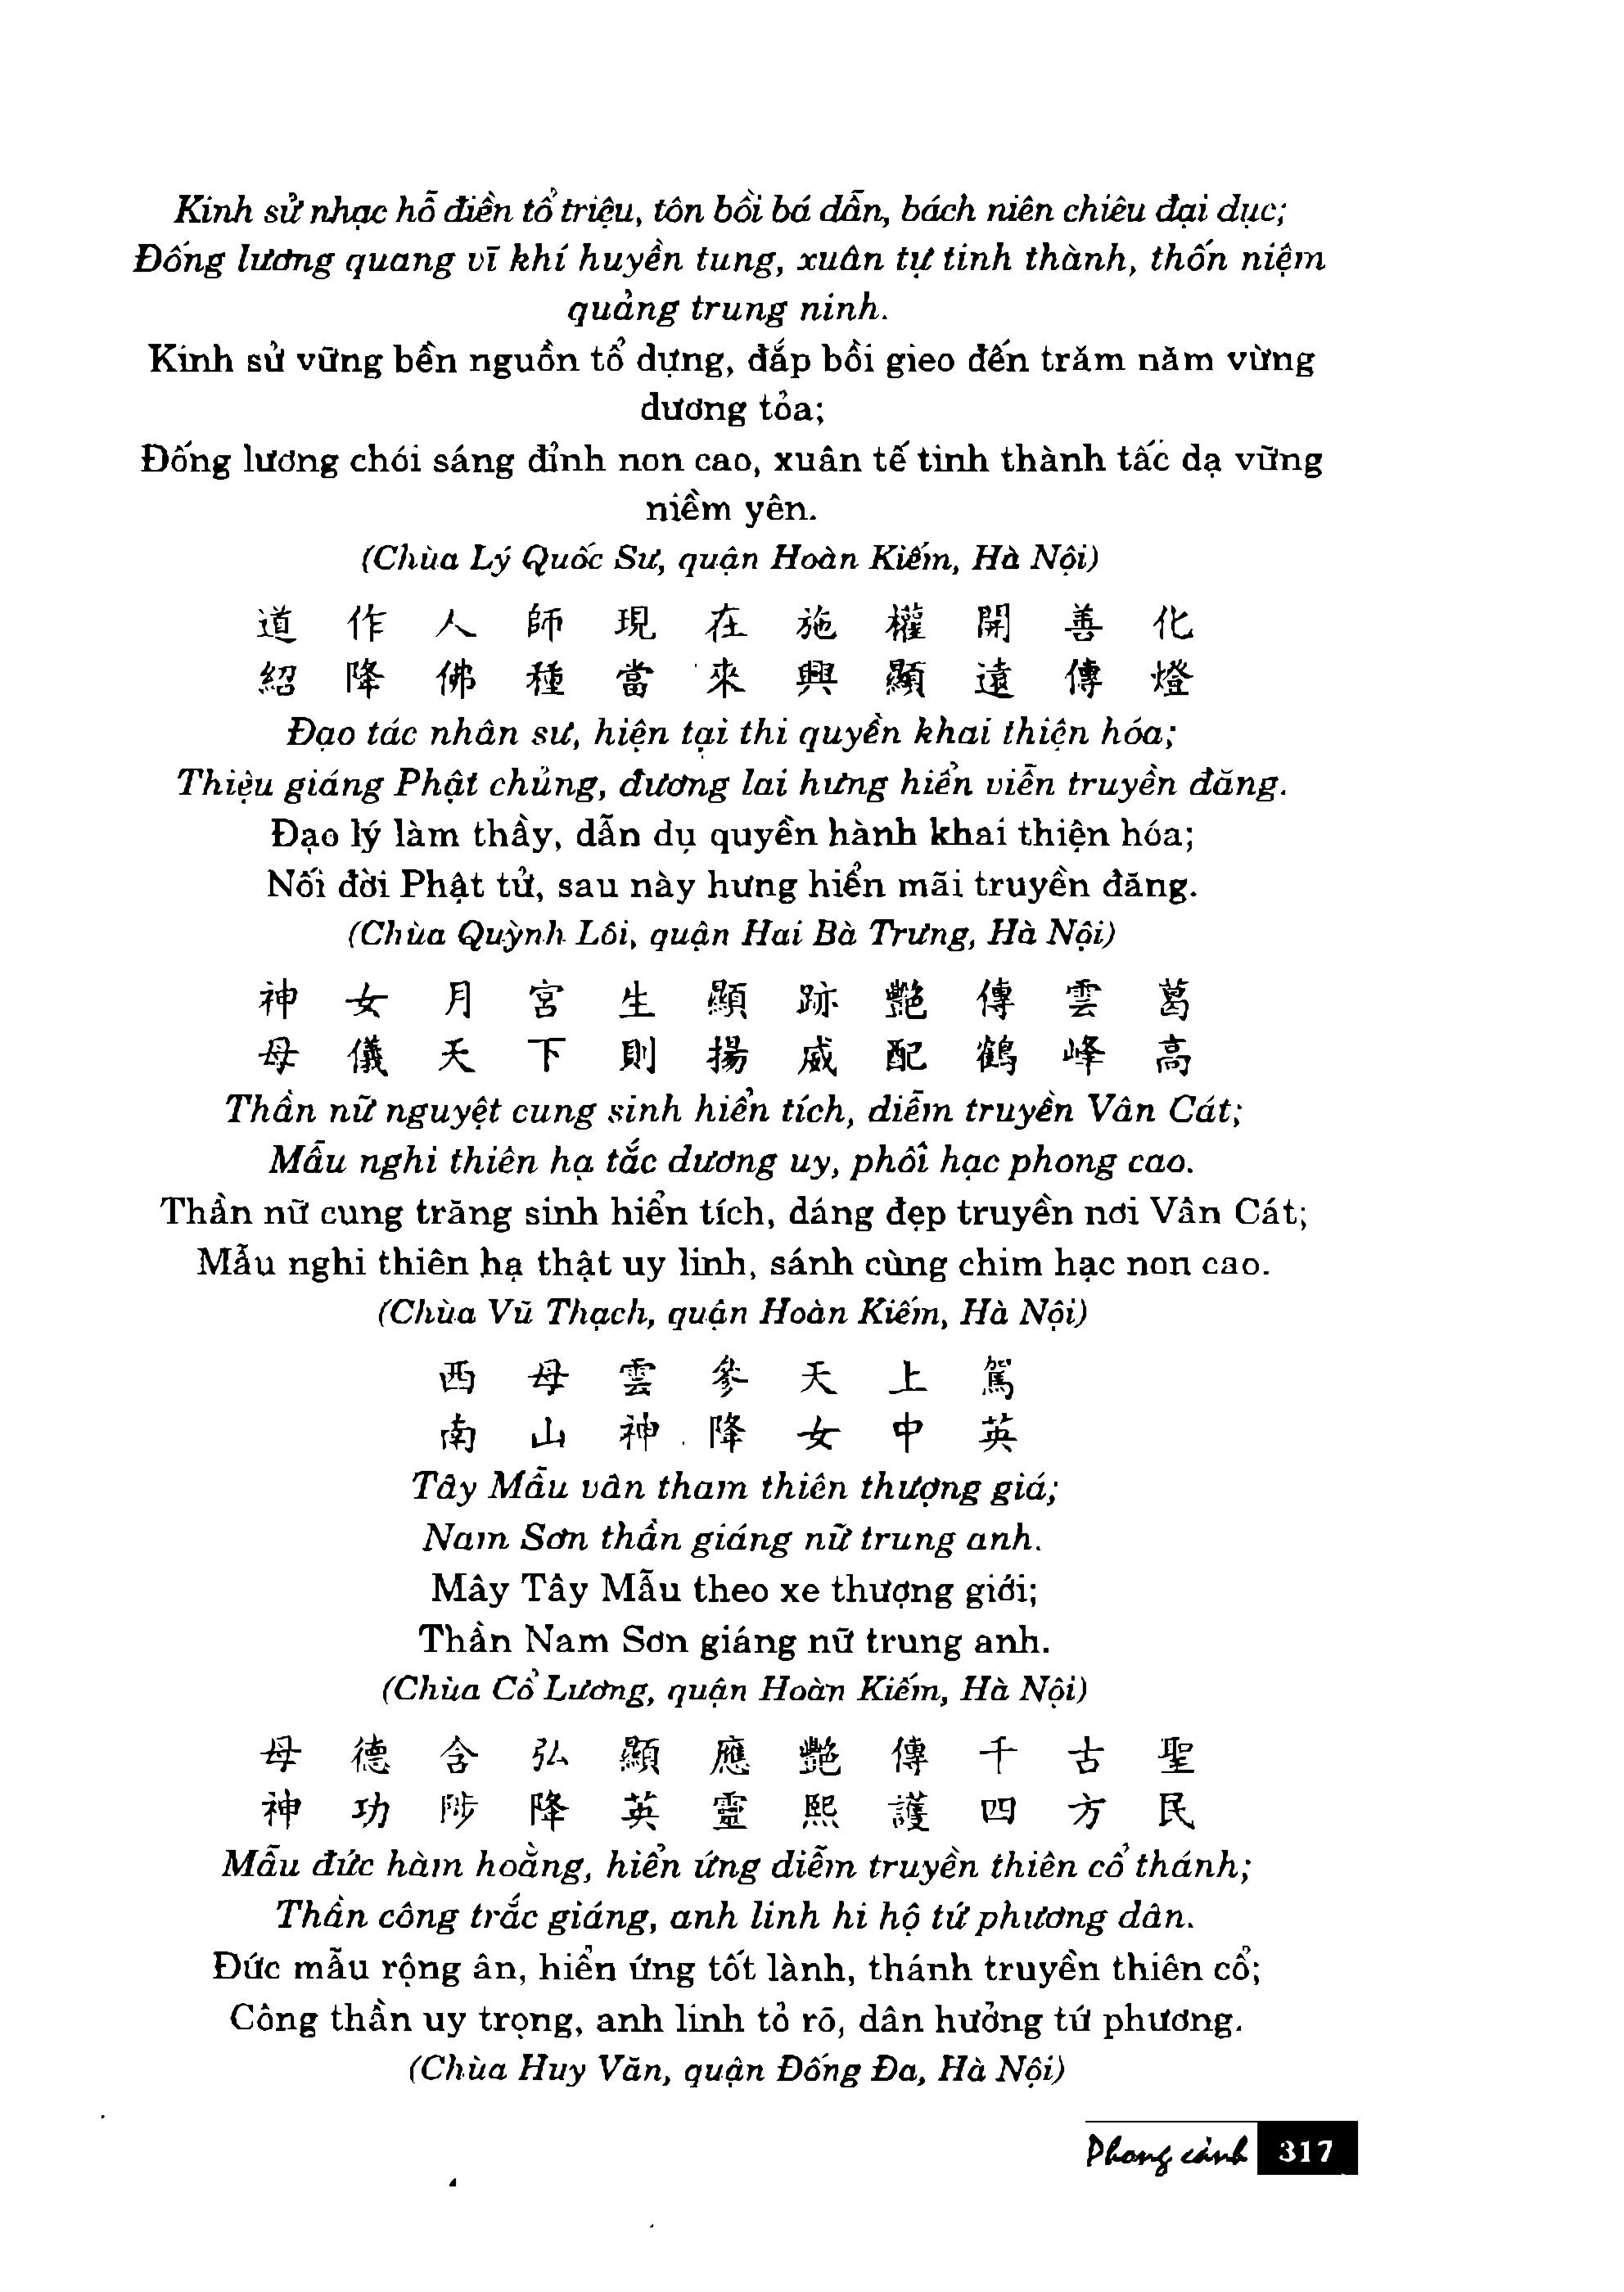 Kinh sử nhạc hỗ điền tổ triệu, tôn bồi bá dẫn, bách niên chiêu đại dục;
Đống lương quang vĩ khí huyền tung, xuân tự tinh thành, thốn niệm
quảng trung ninh.
Kinh sử vững bền nguồn tổ dựng, đắp bồi gieo đến trăm năm vừng
dương tỏa;
Đống lương chói sáng đỉnh non cao, xuân tế tinh thành tấc dạ vững
niềm yên.
(Chùa Lý Quốc Sư, quận Hoàn Kiếm, Hà Nội)
道 作 人 師 現 在 施 權 開 善 化
紹 降 佛 種 當 來 興 顯 遠 傳 燈
Đạo tác nhân sư, hiện tại thi quyền khai thiện hóa;
Thiệu giáng Phật chủng, đương lai hưng hiển viễn truyền đăng.
Đạo lý làm thầy, dẫn dụ quyền hành khai thiện hóa;
Nối đời Phật tử, sau này hưng hiển mãi truyền đăng.
(Chùa Quỳnh Lôi, quận Hai Bà Trưng, Hà Nội)
神 女 月 宮 生 顯 跡 艷 傳 雲 葛
母 儀 天 下 則 揚 威 配 鶴 峰 高
Thần nữ nguyệt cung sinh hiển tích, diễm truyền Vân Cát;
Mẫu nghi thiên hạ tắc dương uy, phối hạc phong cao.
Thần nữ cung trăng sinh hiển tích, dáng đẹp truyền nơi Vân Cát;
Mẫu nghi thiên hạ thật uy linh, sánh cùng chim hạc non cao.
(Chùa Vũ Thạch, quận Hoàn Kiếm, Hà Nội)
西 母 雲 參 天 上 駕
南 山 神 降 女 中 英
Tây Mẫu vân tham thiên thượng giá;
Nam Sơn thần giáng nữ trung anh.
Mây Tây Mẫu theo xe thượng giới;
Thần Nam Sơn giáng nữ trung anh.
(Chùa Cổ Lương, quận Hoàn Kiếm, Hà Nội)
母 德 含 弘 顯 應 艷 傳 千 古 聖
神 功 陟 降 英 靈 熙 護 四 方 民
Mẫu đức hàm hoằng, hiển ứng diễm truyền thiên cổ thánh;
Thần công trắc giáng, anh linh hi hộ tứ phương dân.
Đức mẫu rộng ân, hiển ứng tốt lành, thánh truyền thiên cổ;
Công thần uy trọng, anh linh tỏ rõ, dân hưởng tứ phương.
(Chùa Huy Văn, quận Đống Đa, Hà Nội)
Phong cảnh 317